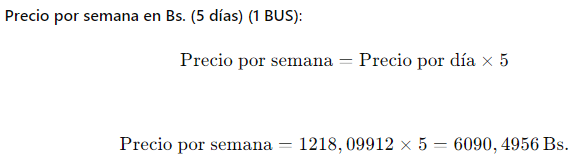 Precio por semana en Bs. (5 días) (1 BUS):
Precio por semana = Precio por día × 5
Precio por semana = 1218, 09912 × 5 = 6090, 4956 Bs.